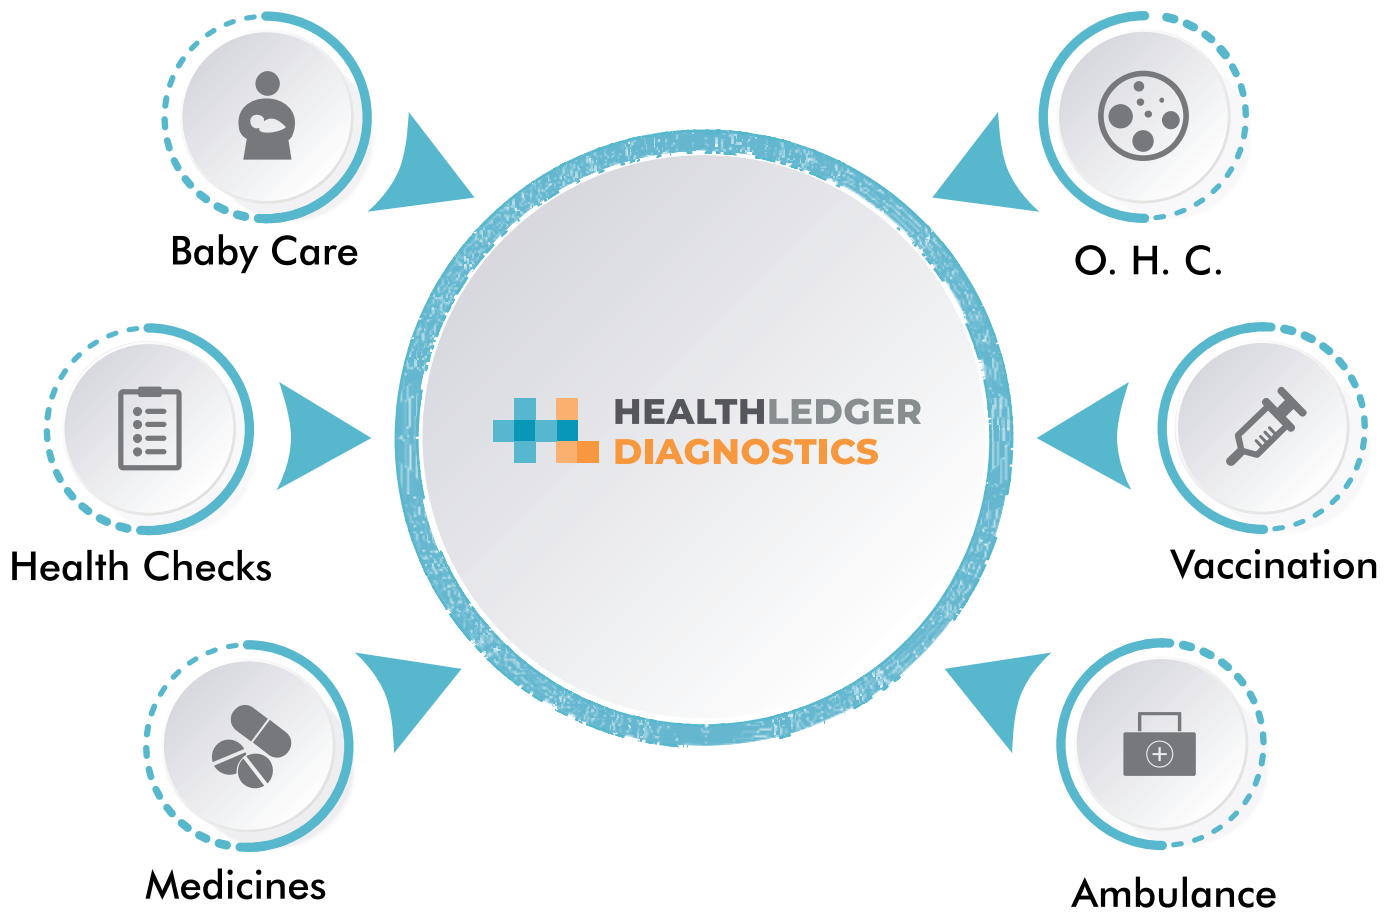 Baby Care
O. H. C.
HEALTHLEDGER
DIAGNOSTICS
Health Checks
Vaccination
Medicines
Ambulance